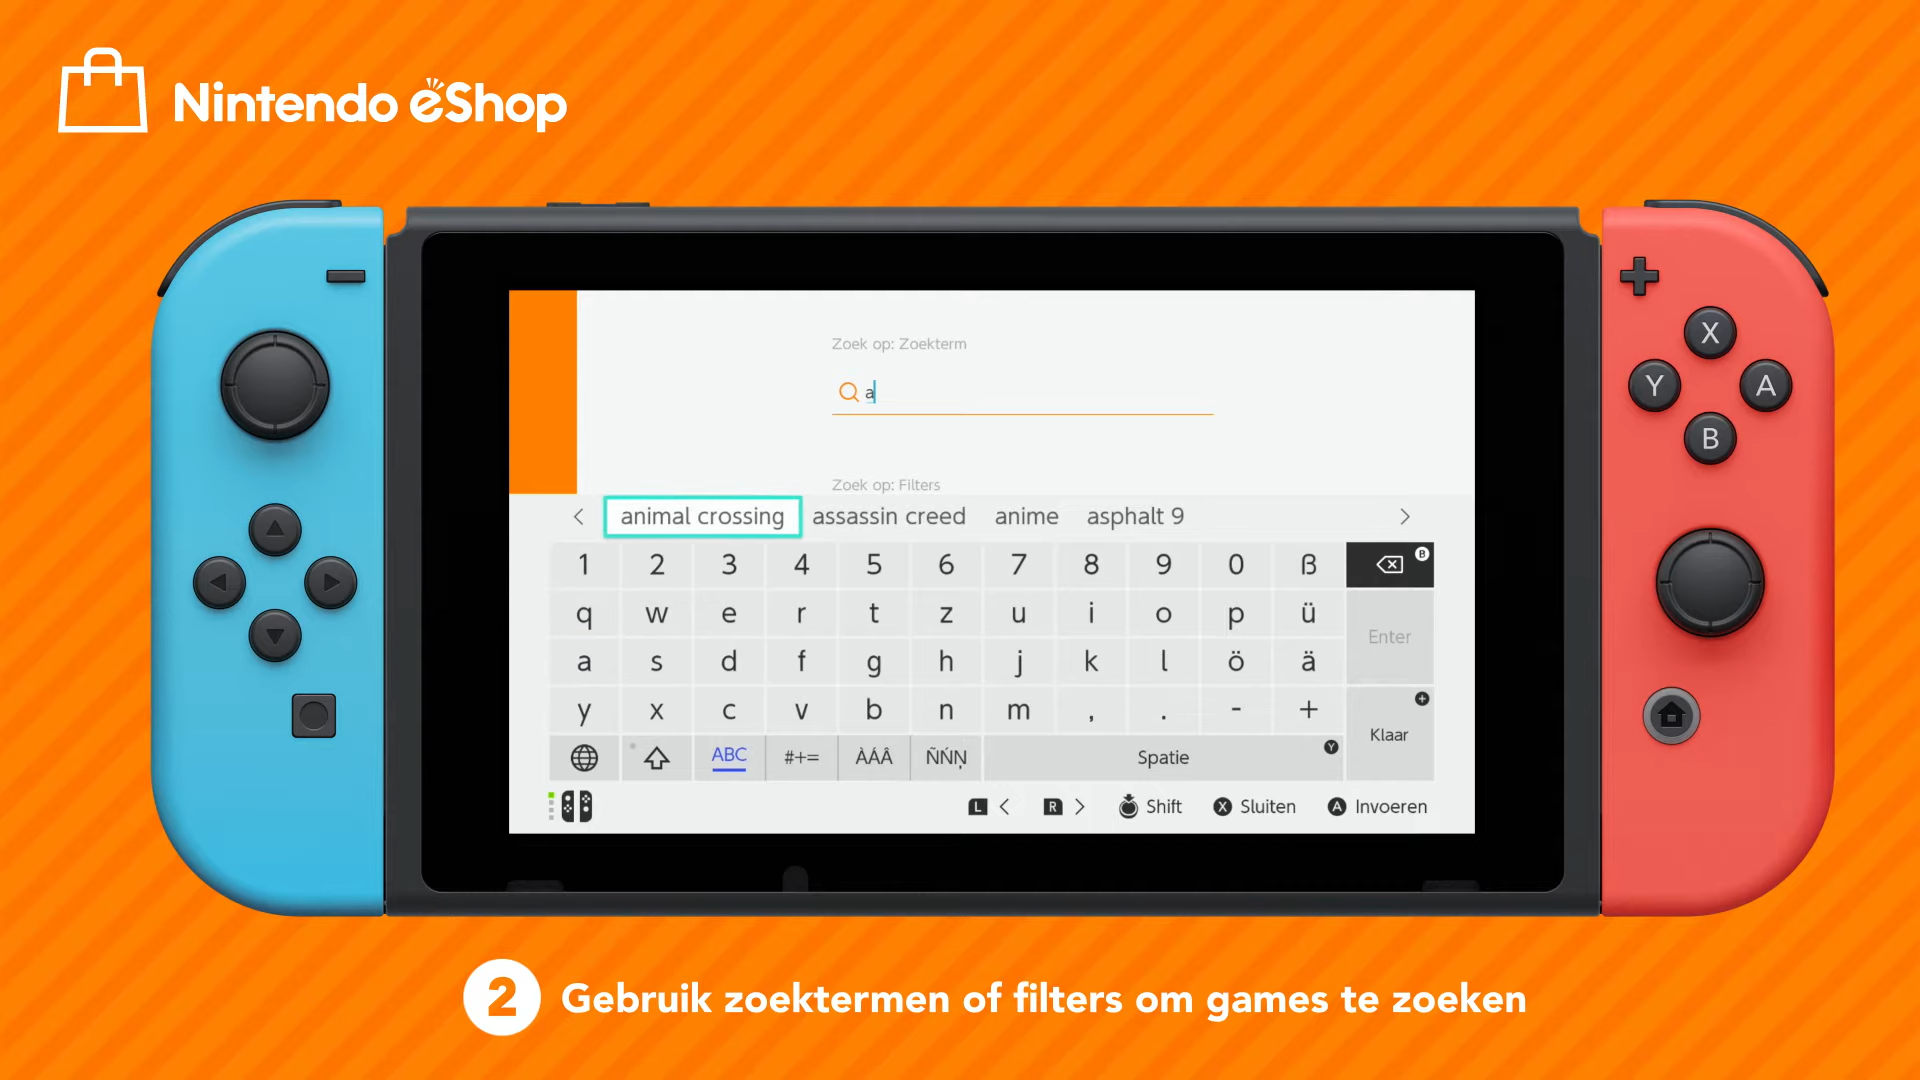 Nintendo eShop
Zoek op: Zoekterm
a
Zoek op: Filters
< animal crossing assassin creed anime asphalt 9 >
1 2 3 4 5 6 7 8 9 0 ß B
q w e r t z u i o p ü
Enter
a s d f g h j k l ö ä
y x c v b n m , . - +
Klaar
ABC #+= ÀÁÂ ÑŃŅ Spatie Y
L < R > Shift X Sluiten A Invoeren
X
Y A
B
2 Gebruik zoektermen of filters om games te zoeken